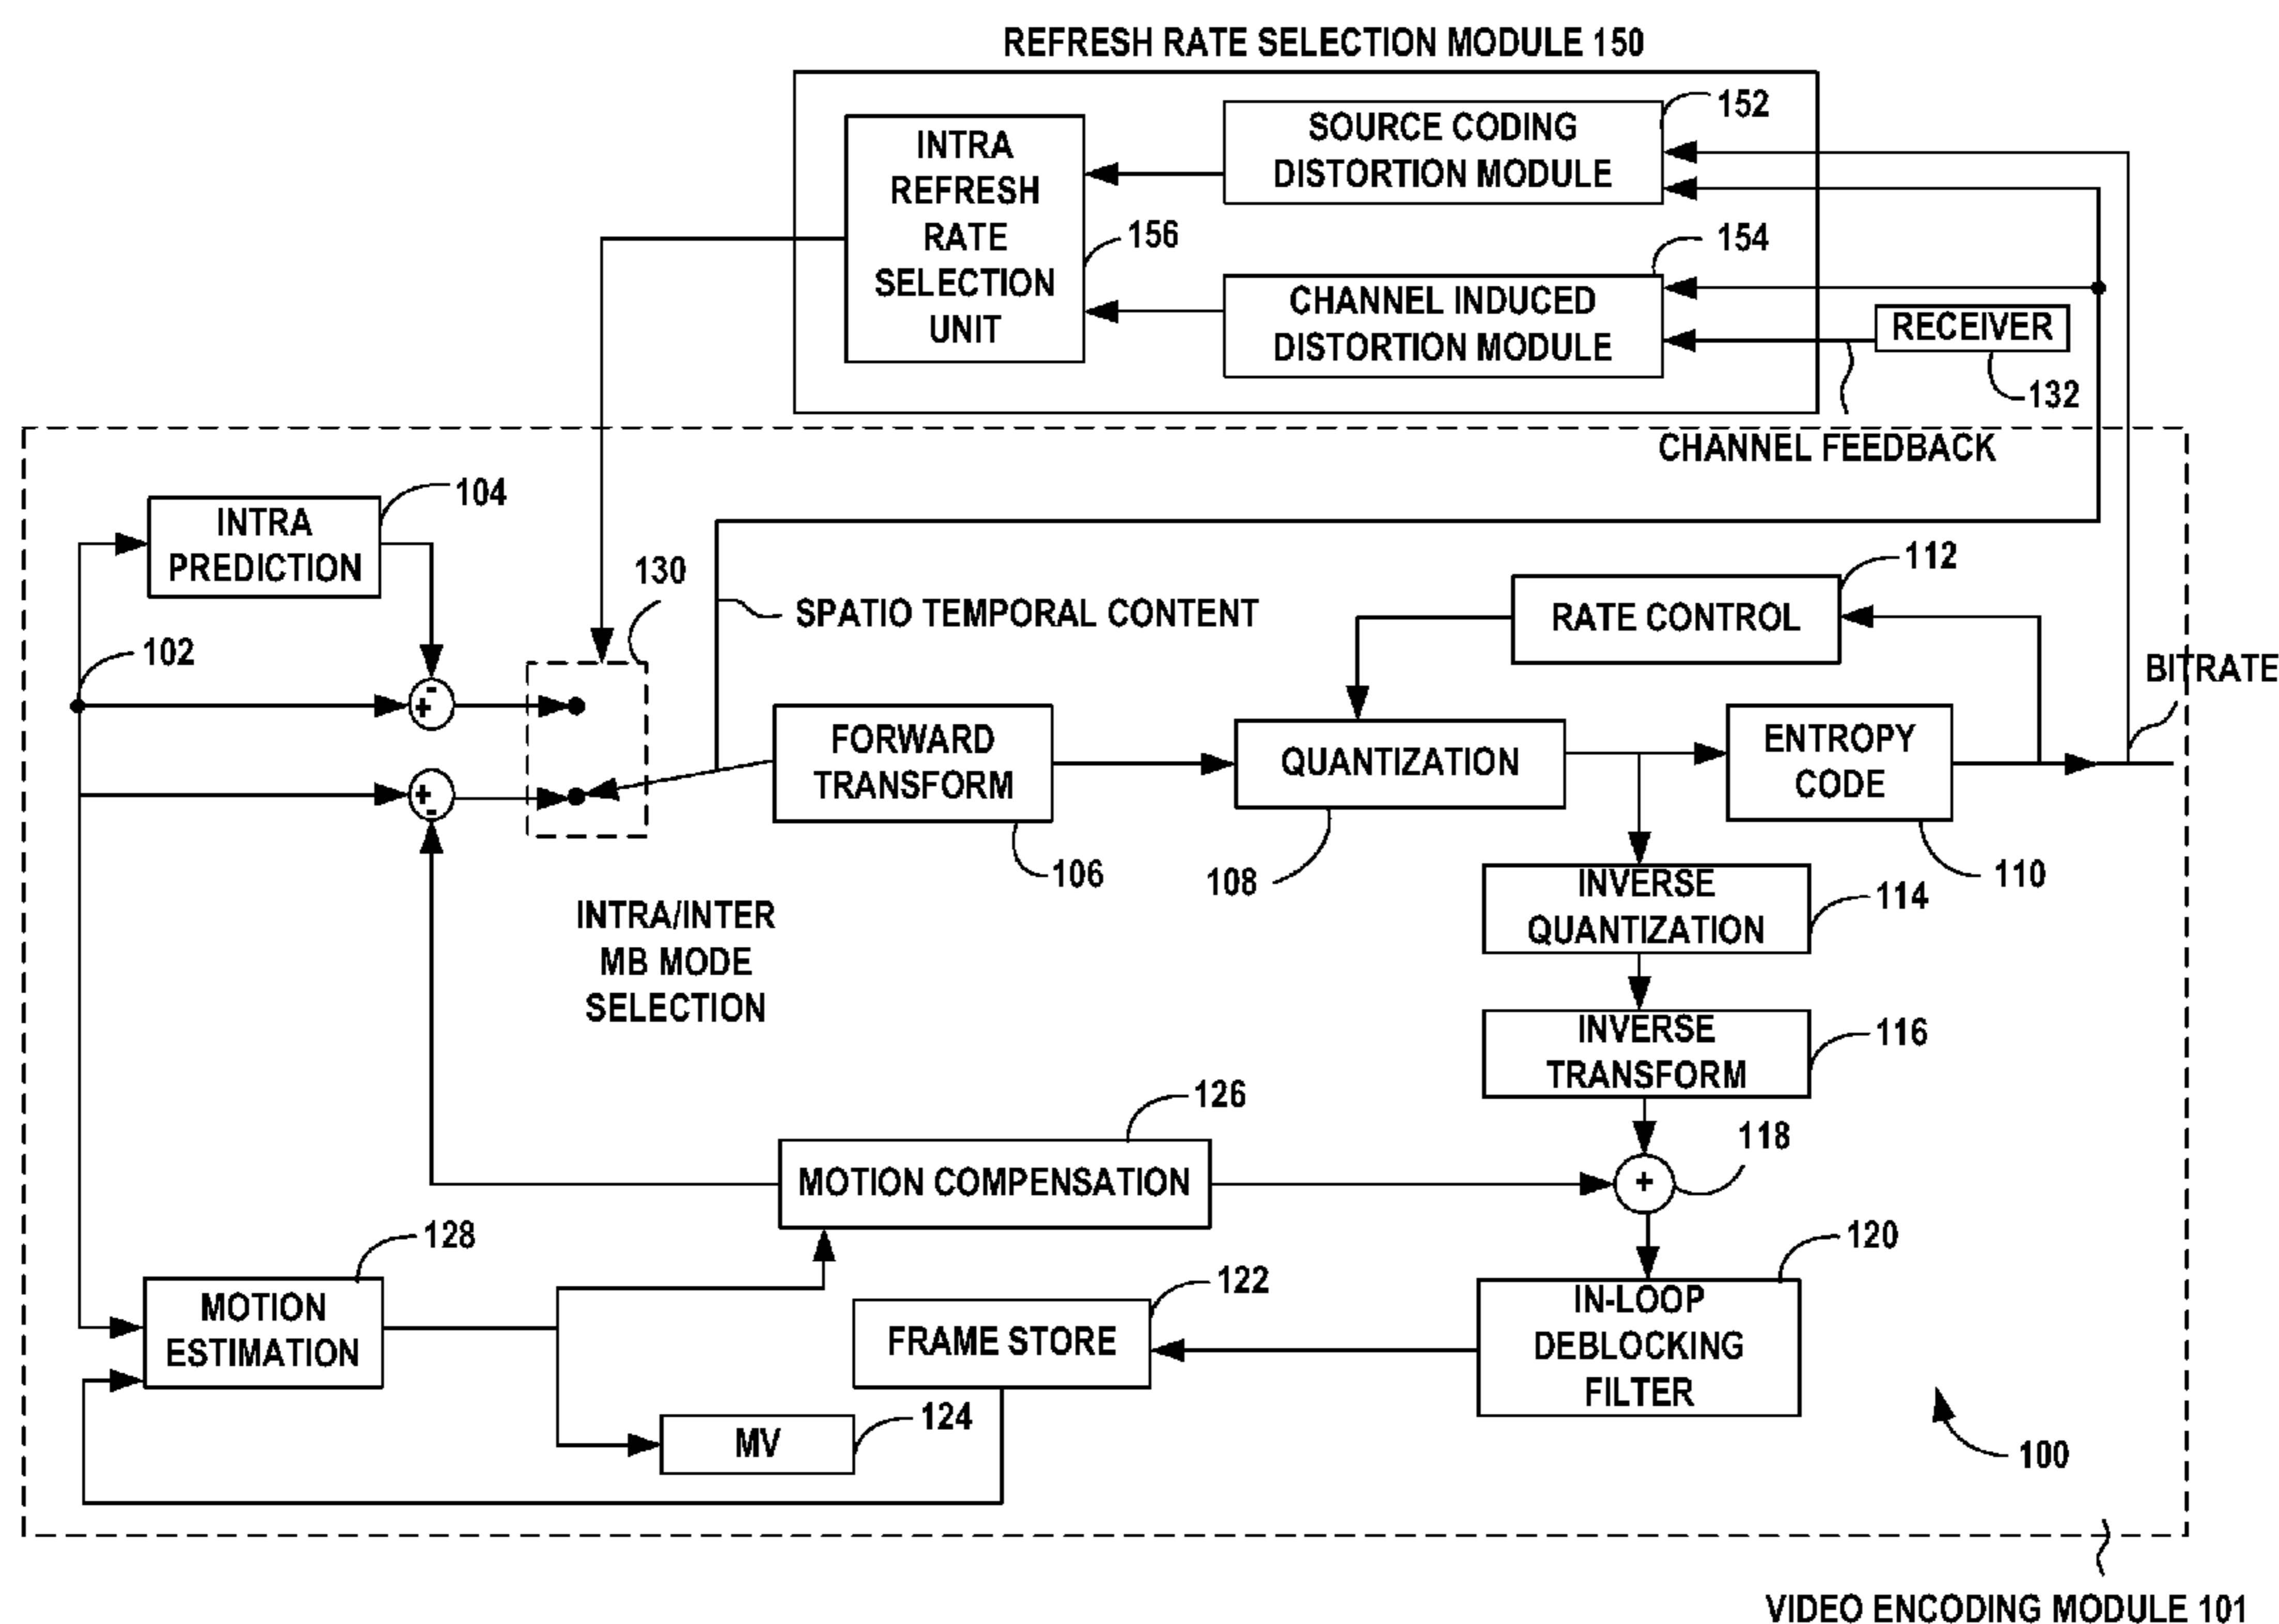 REFRESH RATE SELECTION MODULE 150
152
SOURCE CODING
DISTORTION MODULE
INTRA
REFRESH
RATE
SELECTION
UNIT
156
154
CHANNEL INDUCED
DISTORTION MODULE
RECEIVER
132
CHANNEL FEEDBACK
104
INTRA
PREDICTION
130
112
SPATIO TEMPORAL CONTENT
RATE CONTROL
102
BITRATE
-
+
FORWARD
TRANSFORM
QUANTIZATION
ENTROPY
CODE
+
-
106
108
110
INVERSE
QUANTIZATION
114
INTRA/INTER
MB MODE
SELECTION
INVERSE
TRANSFORM
116
126
118
MOTION COMPENSATION
+
128
122
120
MOTION
ESTIMATION
FRAME STORE
IN-LOOP
DEBLOCKING
FILTER
MV
124
100
VIDEO ENCODING MODULE 101